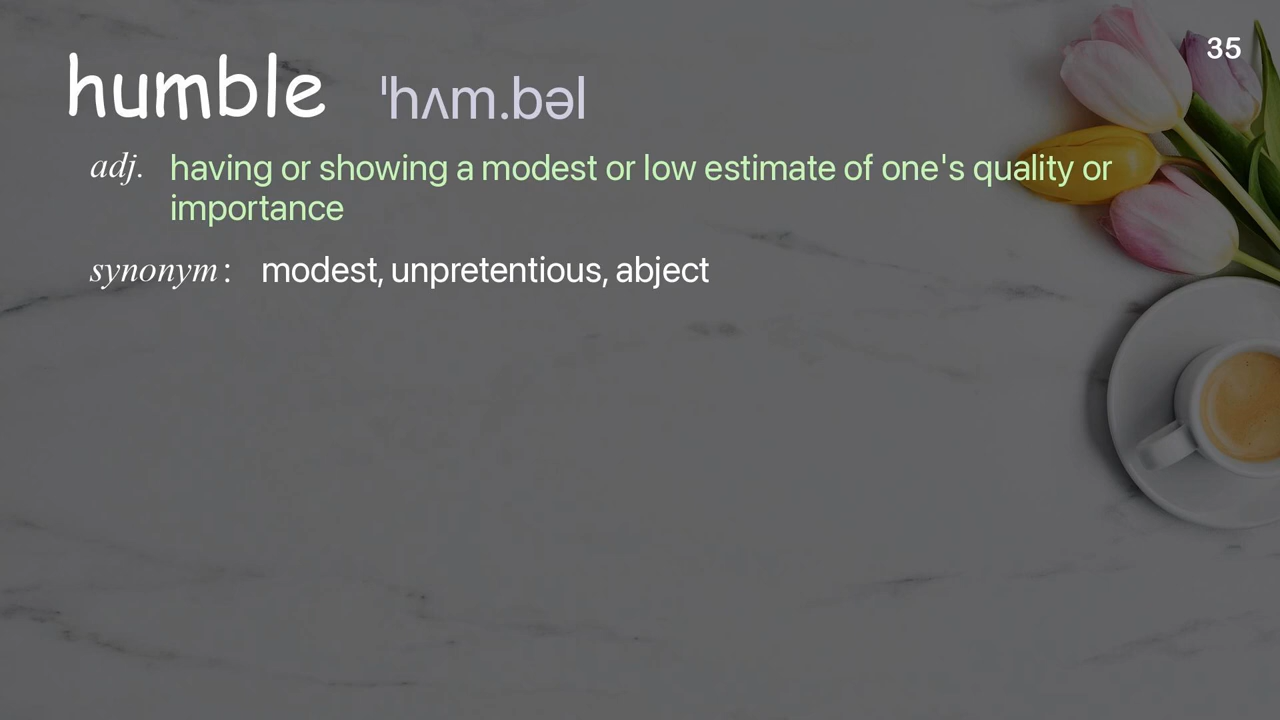 35
humble ˈhʌm.bəl
adj. having or showing a modest or low estimate of one's quality or
importance
synonym: modest, unpretentious, abject